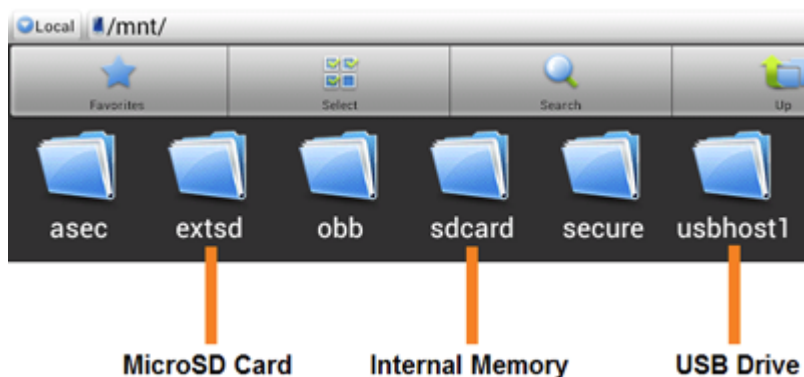 Local /mnt/
Favorites Select Search Up
asec extsd obb sdcard secure usbhost1
MicroSD Card Internal Memory USB Drive